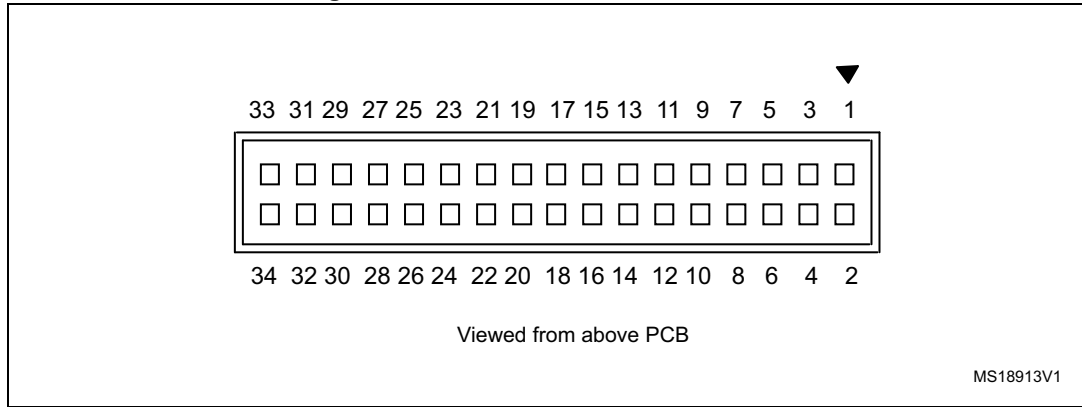 33 31 29 27 25 23 21 19 17 15 13 11 9 7 5 3 1
34 32 30 28 26 24 22 20 18 16 14 12 10 8 6 4 2
Viewed from above PCB
MS18913V1